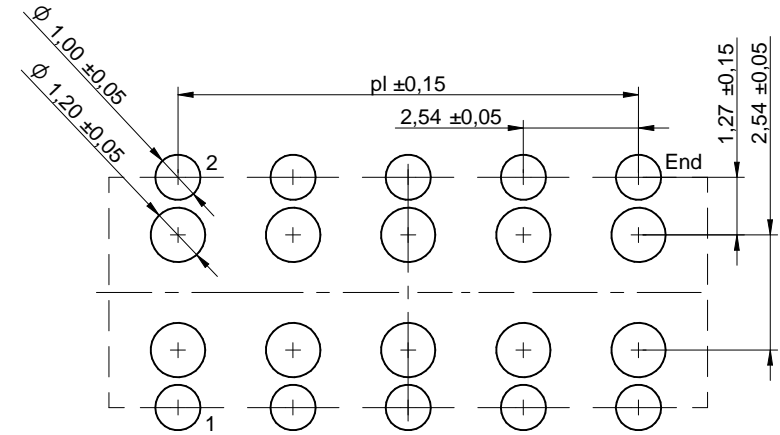 Ø 1,00 ±0,05
Ø 1,20 ±0,05
pl ±0,15
2,54 ±0,05
1,27 ±0,15
2,54 ±0,05
2
End
1